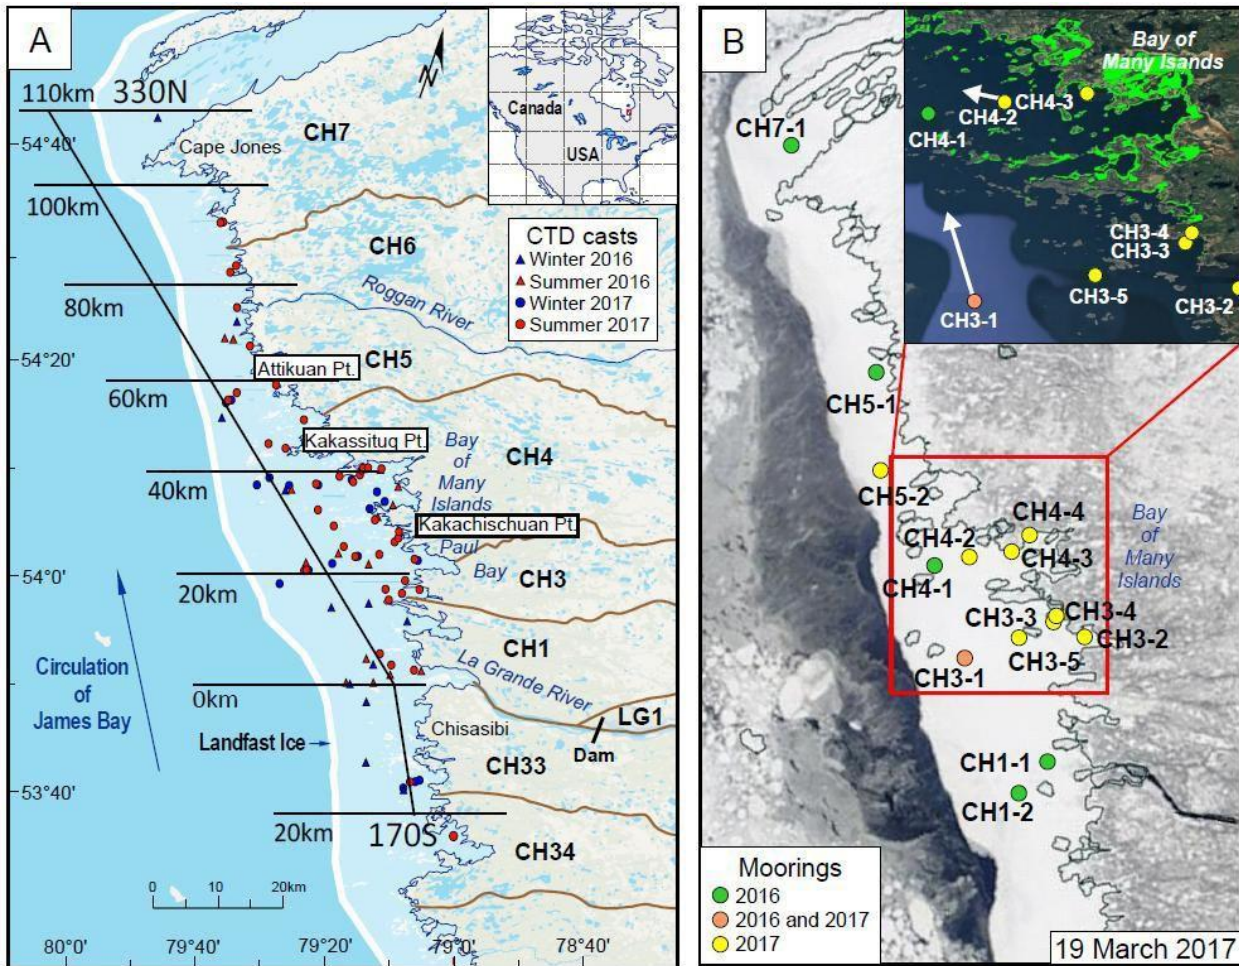 A
N
110km
330N
54°40'
Cape Jones
CH7
100km
CH6
80km
Roggan River
54°20'
Attikuan Pt.
CH5
60km
Kakassituq Pt.
Bay
of
Many
Islands
CH4
40km
Kakachischuan Pt.
Paul
Bay
CH3
54°0'
20km
CH1
Circulation
of
James Bay
0km
La Grande River
LG1
Dam
Landfast Ice
Chisasibi
CH33
53°40'
20km
170S
CH34
0 10 20km
80°0' 79°40' 79°20' 79°0' 78°40'
Canada
USA
CTD casts
Winter 2016
Summer 2016
Winter 2017
Summer 2017
B
CH7-1
CH5-1
CH5-2
CH4-4
CH4-2
CH4-3
CH4-1
CH3-4
CH3-3
CH3-2
CH3-5
CH3-1
CH1-1
CH1-2
Bay
of
Many
Islands
Bay of
Many Islands
CH4-3
CH4-2
CH4-1
CH3-4
CH3-3
CH3-5
CH3-2
CH3-1
Moorings
2016
2016 and 2017
2017
19 March 2017